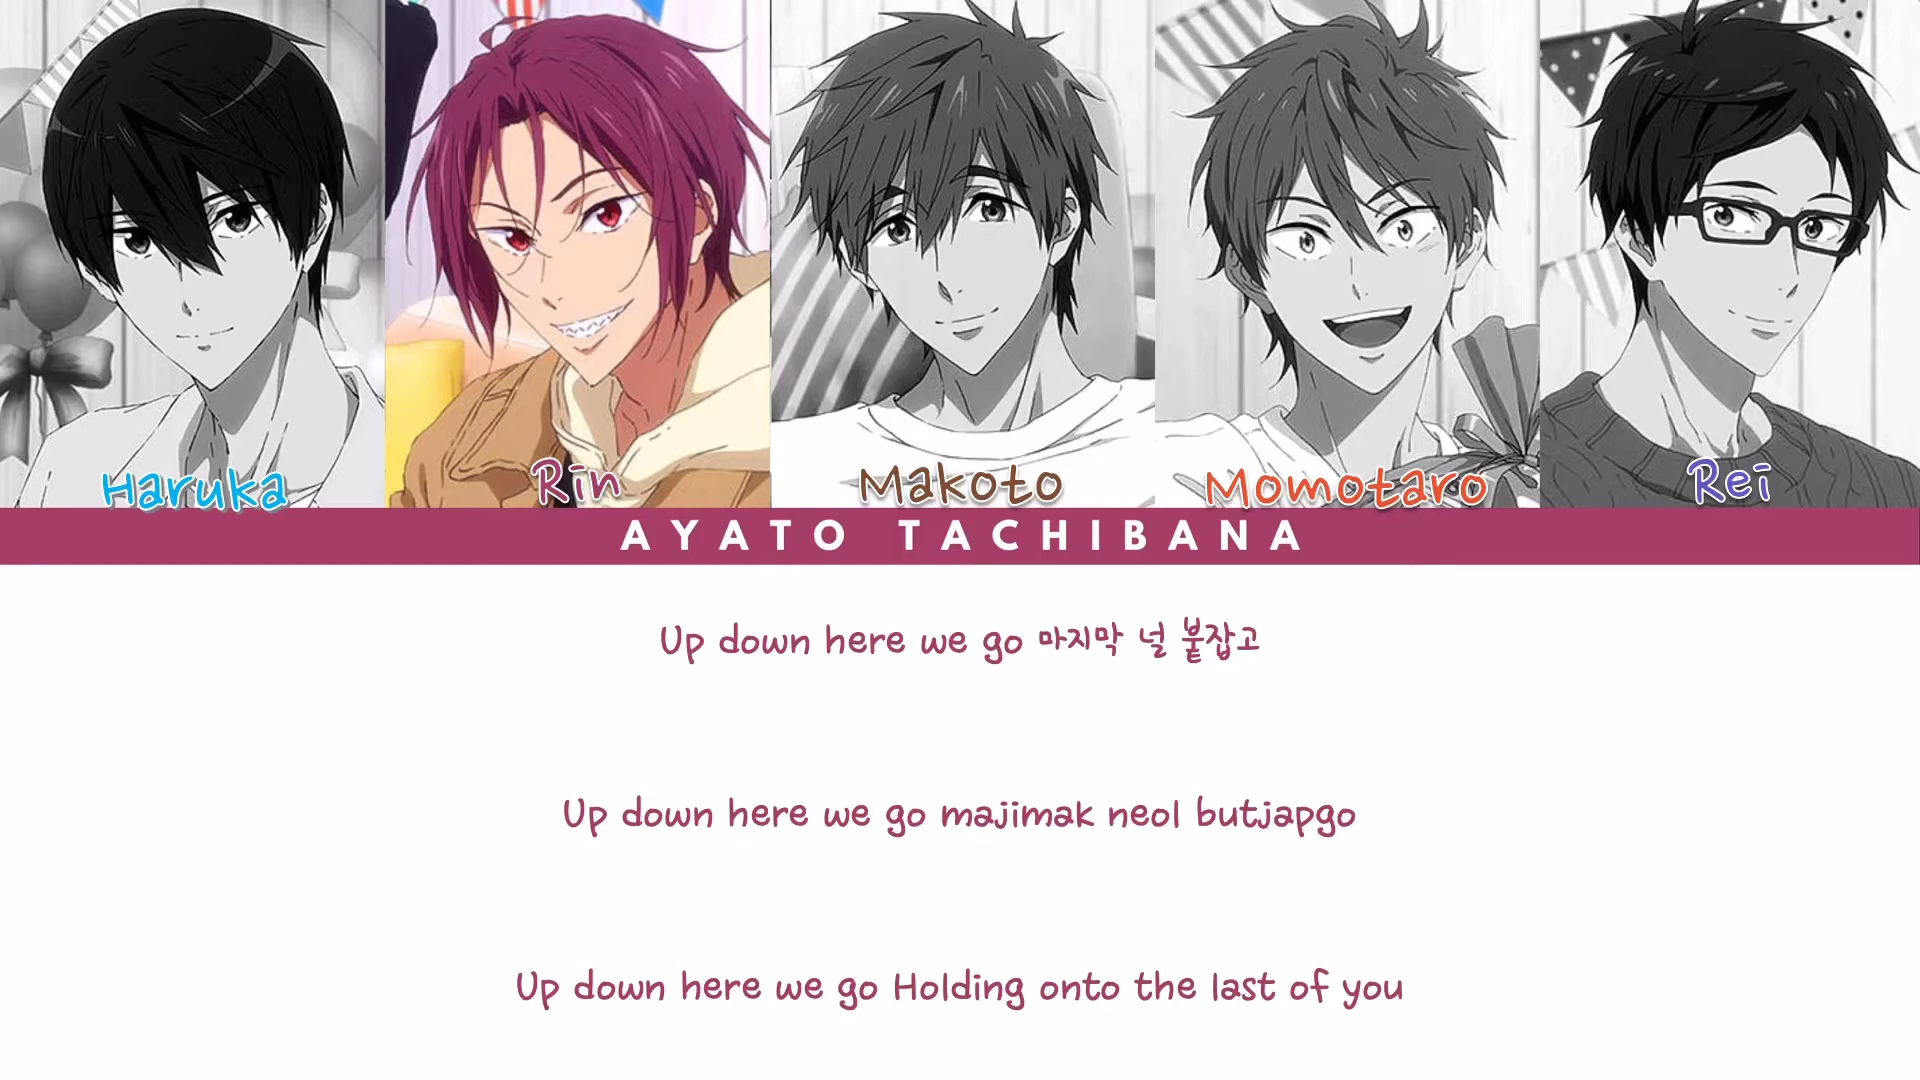 Haruka
Rin
Makoto
Momotaro
Rei
AYATO TACHIBANA
Up down here we go 마지막 널 붙잡고
Up down here we go majimak neol butjapgo
Up down here we go Holding onto the last of you